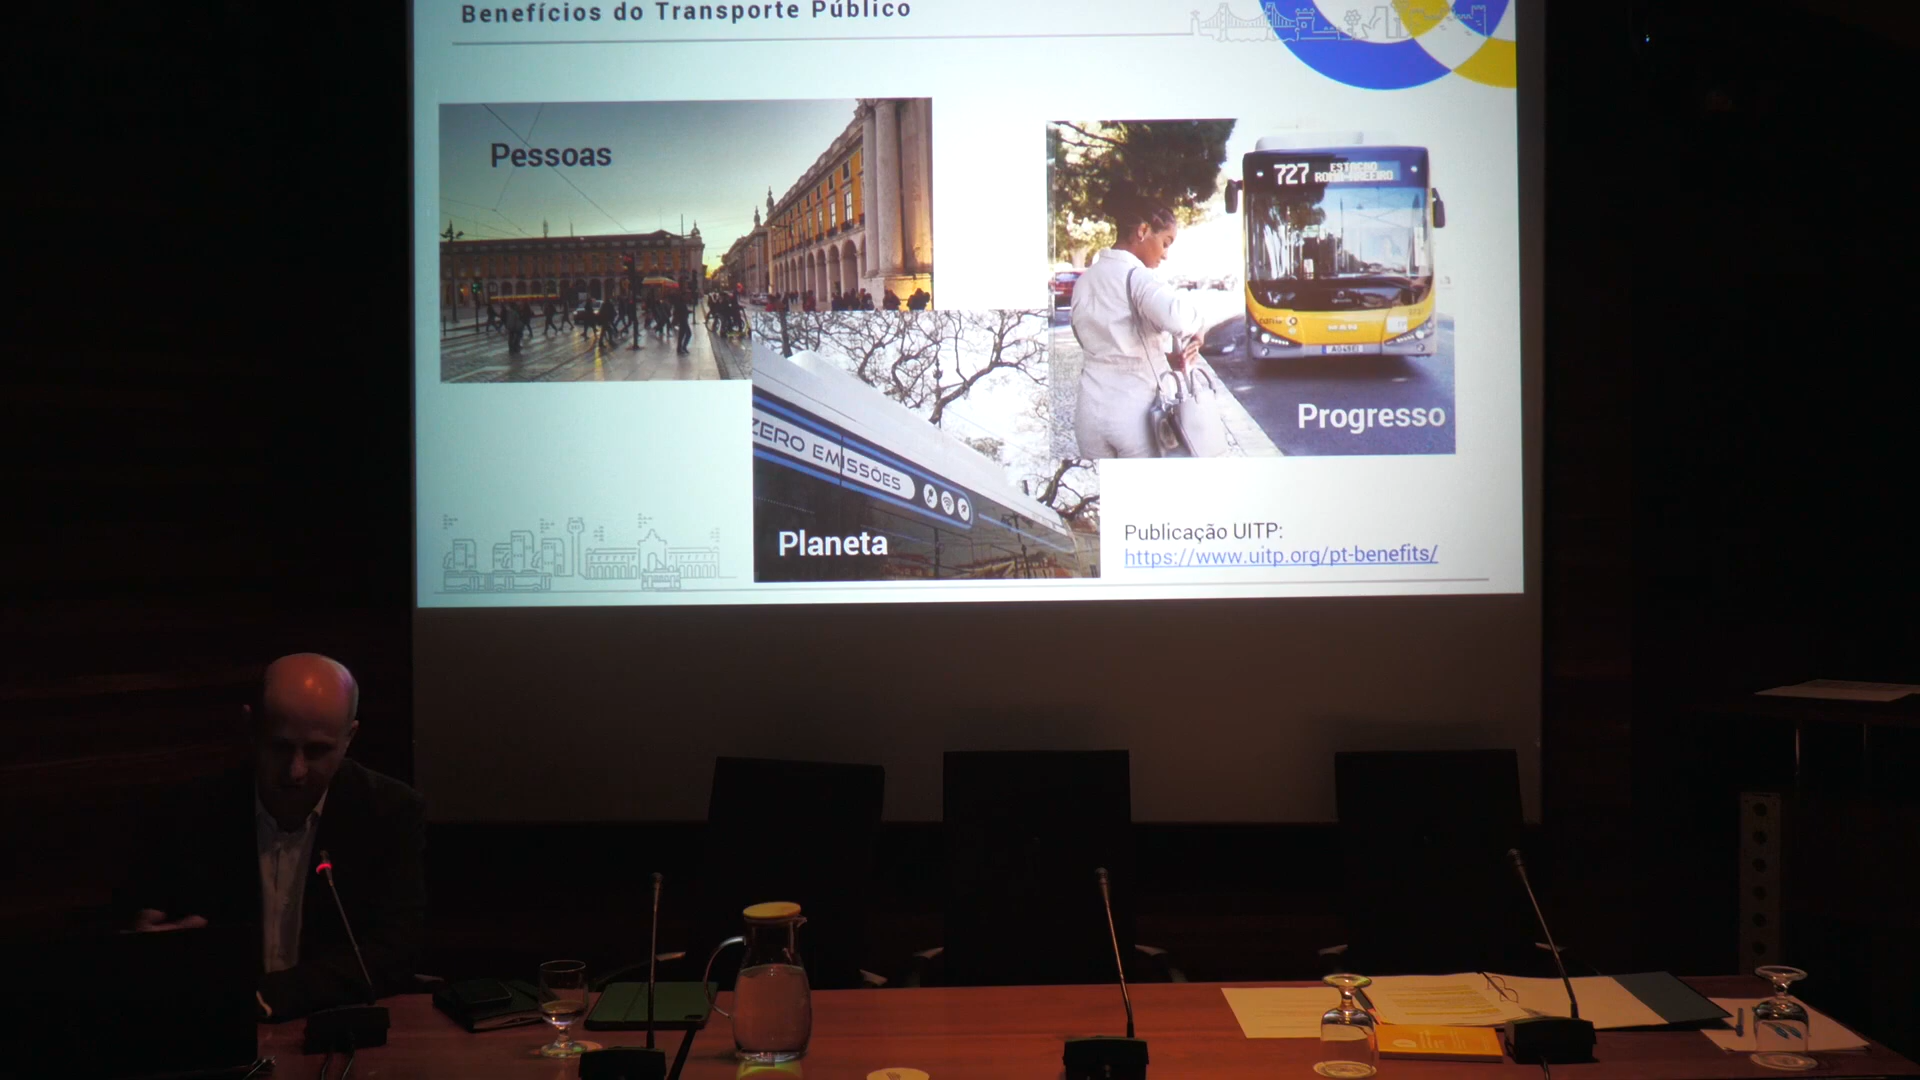 Benefícios do Transporte Público
Pessoas
727
ZERO EMISSÕES
Planeta
Progresso
Publicação UITP:
https://www.uitp.org/pt-benefits/